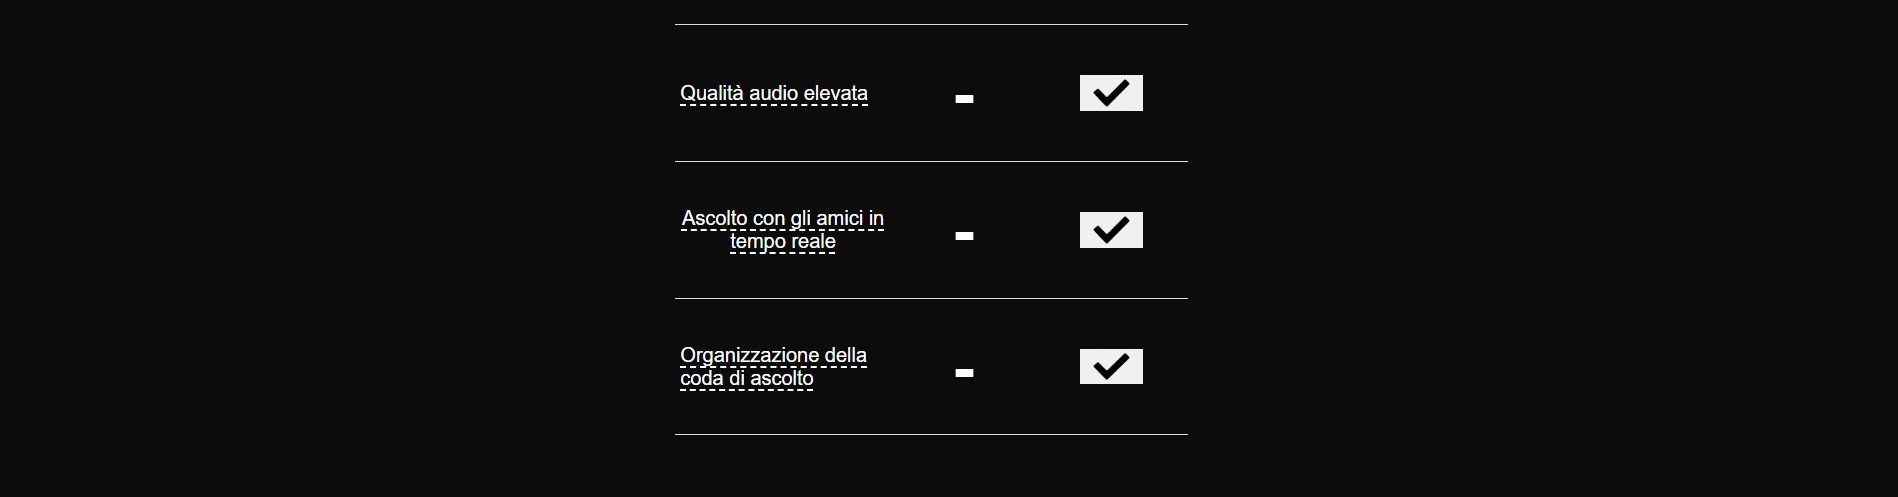 Qualità audio elevata -
Ascolto con gli amici in
tempo reale -
Organizzazione della
coda di ascolto -